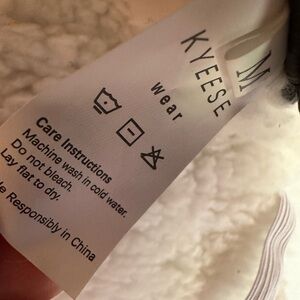 M
KYEESE
wear
Care Instructions
Machine wash in cold water.
Do not bleach.
Lay flat to dry.
Responsibly in China